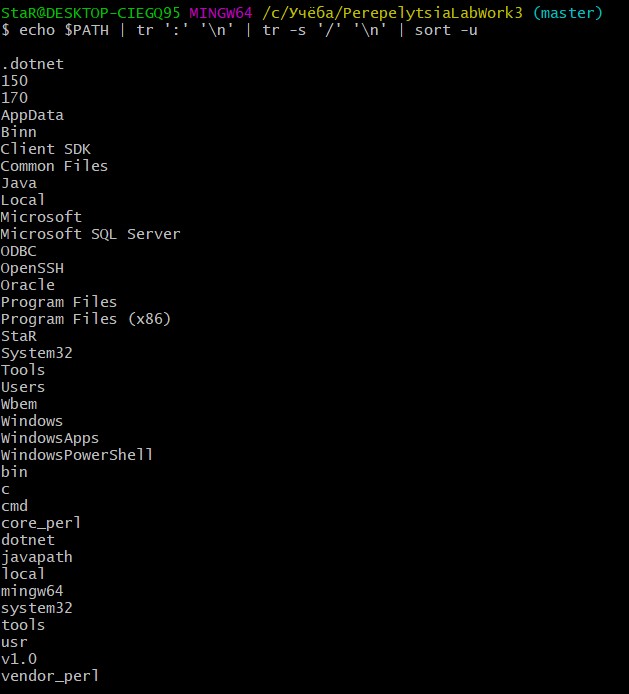 StaR@DESKTOP-CIEGQ95 MINGW64 /c/Учёба/PerepelytsiaLabWork3 (master)
$ echo $PATH | tr ':' '\n' | tr -s '/' '\n' | sort -u

.dotnet
150
170
AppData
Binn
Client SDK
Common Files
Java
Local
Microsoft
Microsoft SQL Server
ODBC
OpenSSH
Oracle
Program Files
Program Files (x86)
StaR
System32
Tools
Users
Wbem
Windows
WindowsApps
WindowsPowerShell
bin
c
cmd
core_perl
dotnet
javapath
local
mingw64
system32
tools
usr
v1.0
vendor_perl